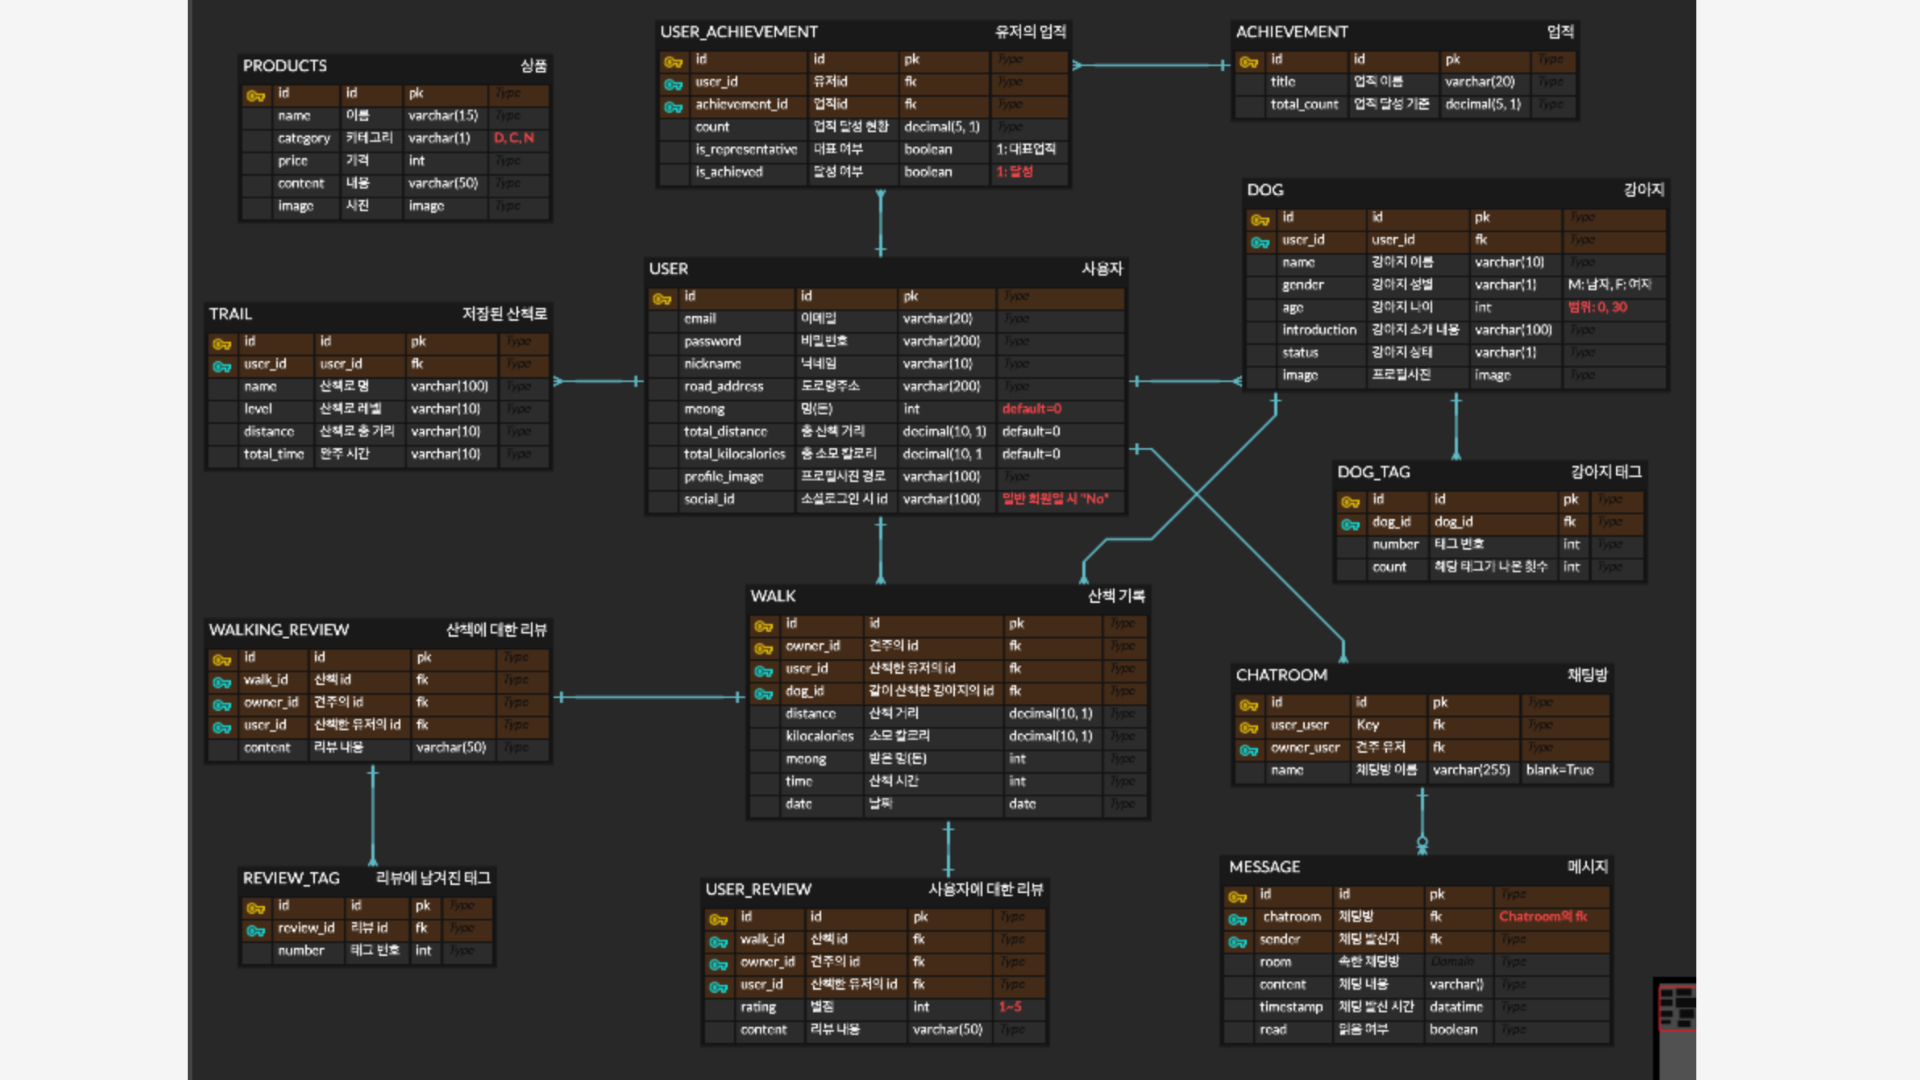 PRODUCTS 상품
id id pk Type
name 이름 varchar(15) Type
category 카테고리 varchar(1) D, C, N
price 가격 int Type
content 내용 varchar(50) Type
image 사진 image Type
USER_ACHIEVEMENT 유저의 업적
id id pk Type
user_id 유저id fk Type
achievement_id 업적id fk Type
count 업적 달성 현황 decimal(5, 1) Type
is_representative 대표 여부 boolean 1: 대표업적
is_achieved 달성 여부 boolean 1: 달성
ACHIEVEMENT 업적
id id pk Type
title 업적 이름 varchar(20) Type
total_count 업적 달성 기준 decimal(5, 1) Type
DOG 강아지
id id pk Type
user_id user_id fk Type
name 강아지 이름 varchar(10) Type
gender 강아지 성별 varchar(1) M: 남자, F: 여자
age 강아지 나이 int 범위: 0, 30
introduction 강아지 소개 내용 varchar(100) Type
status 강아지 상태 varchar(1) Type
image 프로필사진 image Type
USER 사용자
id id pk Type
email 이메일 varchar(20) Type
password 비밀번호 varchar(200) Type
nickname 닉네임 varchar(10) Type
road_address 도로명주소 varchar(200) Type
meong 멍(돈) int default=0
total_distance 총 산책 거리 decimal(10, 1) default=0
total_kilocalories 총 소모 칼로리 decimal(10, 1 default=0
profile_image 프로필사진 경로 varchar(100) Type
social_id 소셜로그인 시 id varchar(100) 일반 회원일 시 "No"
TRAIL 저장된 산책로
id id pk Type
user_id user_id fk Type
name 산책로 명 varchar(100) Type
level 산책로 레벨 varchar(10) Type
distance 산책로 총 거리 varchar(10) Type
total_time 완주 시간 varchar(10) Type
DOG_TAG 강아지 태그
id id pk Type
dog_id dog_id fk Type
number 태그 번호 int Type
count 해당 태그가 나온 횟수 int Type
WALK 산책 기록
id id pk Type
owner_id 견주의 id fk Type
user_id 산책한 유저의 id fk Type
dog_id 같이 산책한 강아지의 id fk Type
distance 산책 거리 decimal(10, 1) Type
kilocalories 소모 칼로리 decimal(10, 1) Type
meong 받은 멍(돈) int Type
time 산책 시간 int Type
date 날짜 date Type
WALKING_REVIEW 산책에 대한 리뷰
id id pk Type
walk_id 산책 id fk Type
owner_id 견주의 id fk Type
user_id 산책한 유저의 id fk Type
content 리뷰 내용 varchar(50) Type
CHATROOM 채팅방
id id pk Type
user_user Key fk Type
owner_user 견주 유저 fk Type
name 채팅방 이름 varchar(255) blank=True
REVIEW_TAG 리뷰에 남겨진 태그
id id pk Type
review_id 리뷰 id fk Type
number 태그 번호 int Type
USER_REVIEW 사용자에 대한 리뷰
id id pk Type
walk_id 산책 id fk Type
owner_id 견주의 id fk Type
user_id 산책한 유저의 id fk Type
rating 별점 int 1~5
content 리뷰 내용 varchar(50) Type
MESSAGE 메시지
id id pk Type
chatroom 채팅방 fk Chatroom의 fk
sender 채팅 발신자 fk Type
room 속한 채팅방 Domain Type
content 채팅 내용 varchar() Type
timestamp 채팅 발신 시간 datatime Type
read 읽음 여부 boolean Type